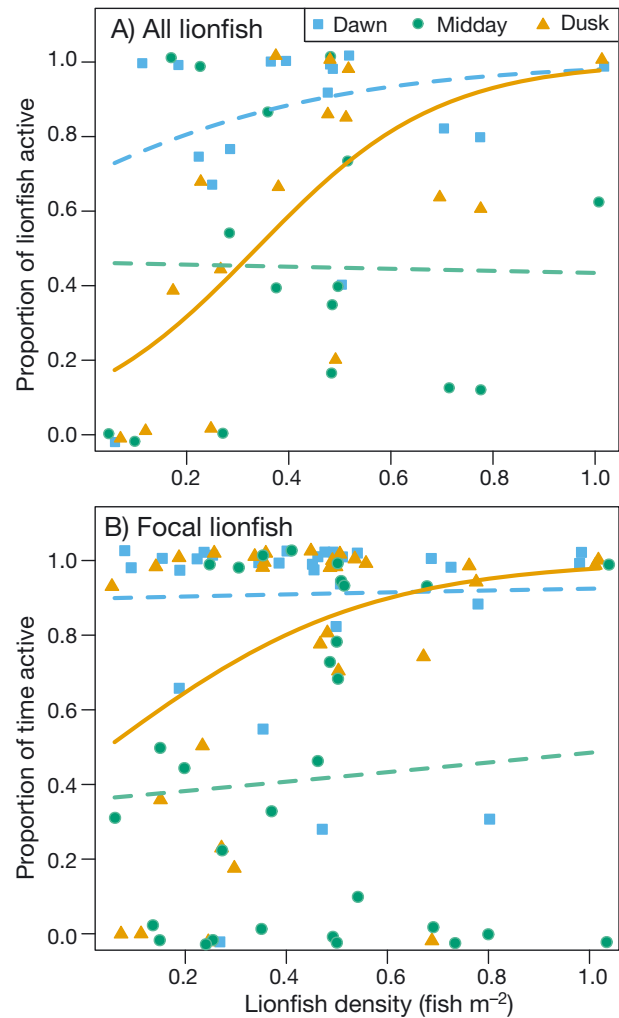 A) All lionfish
Dawn Midday Dusk
Proportion of lionfish active
1.0
0.8
0.6
0.4
0.2
0.0
0.2 0.4 0.6 0.8 1.0
B) Focal lionfish
Proportion of time active
1.0
0.8
0.6
0.4
0.2
0.0
0.2 0.4 0.6 0.8 1.0
Lionfish density (fish m⁻²)